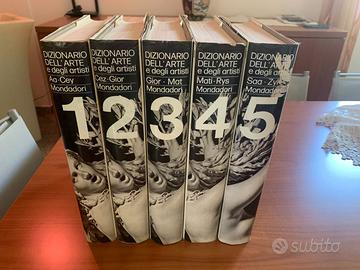 DIZIONARIO
DELL'ARTE
e degli artisti
Aa-Cey
Mondadori
1
DIZIONARIO
DELL'ARTE
e degli artisti
Cez-Gior
Mondadori
2
DIZIONARIO
DELL'ARTE
e degli artisti
Gior-Mat
Mondadori
3
DIZIONARIO
DELL'ARTE
e degli artisti
Mati-Rys
Mondadori
4
DIZIONARIO
DELL'ARTE
e degli artisti
Saa-Zyr
Mondadori
5
subito